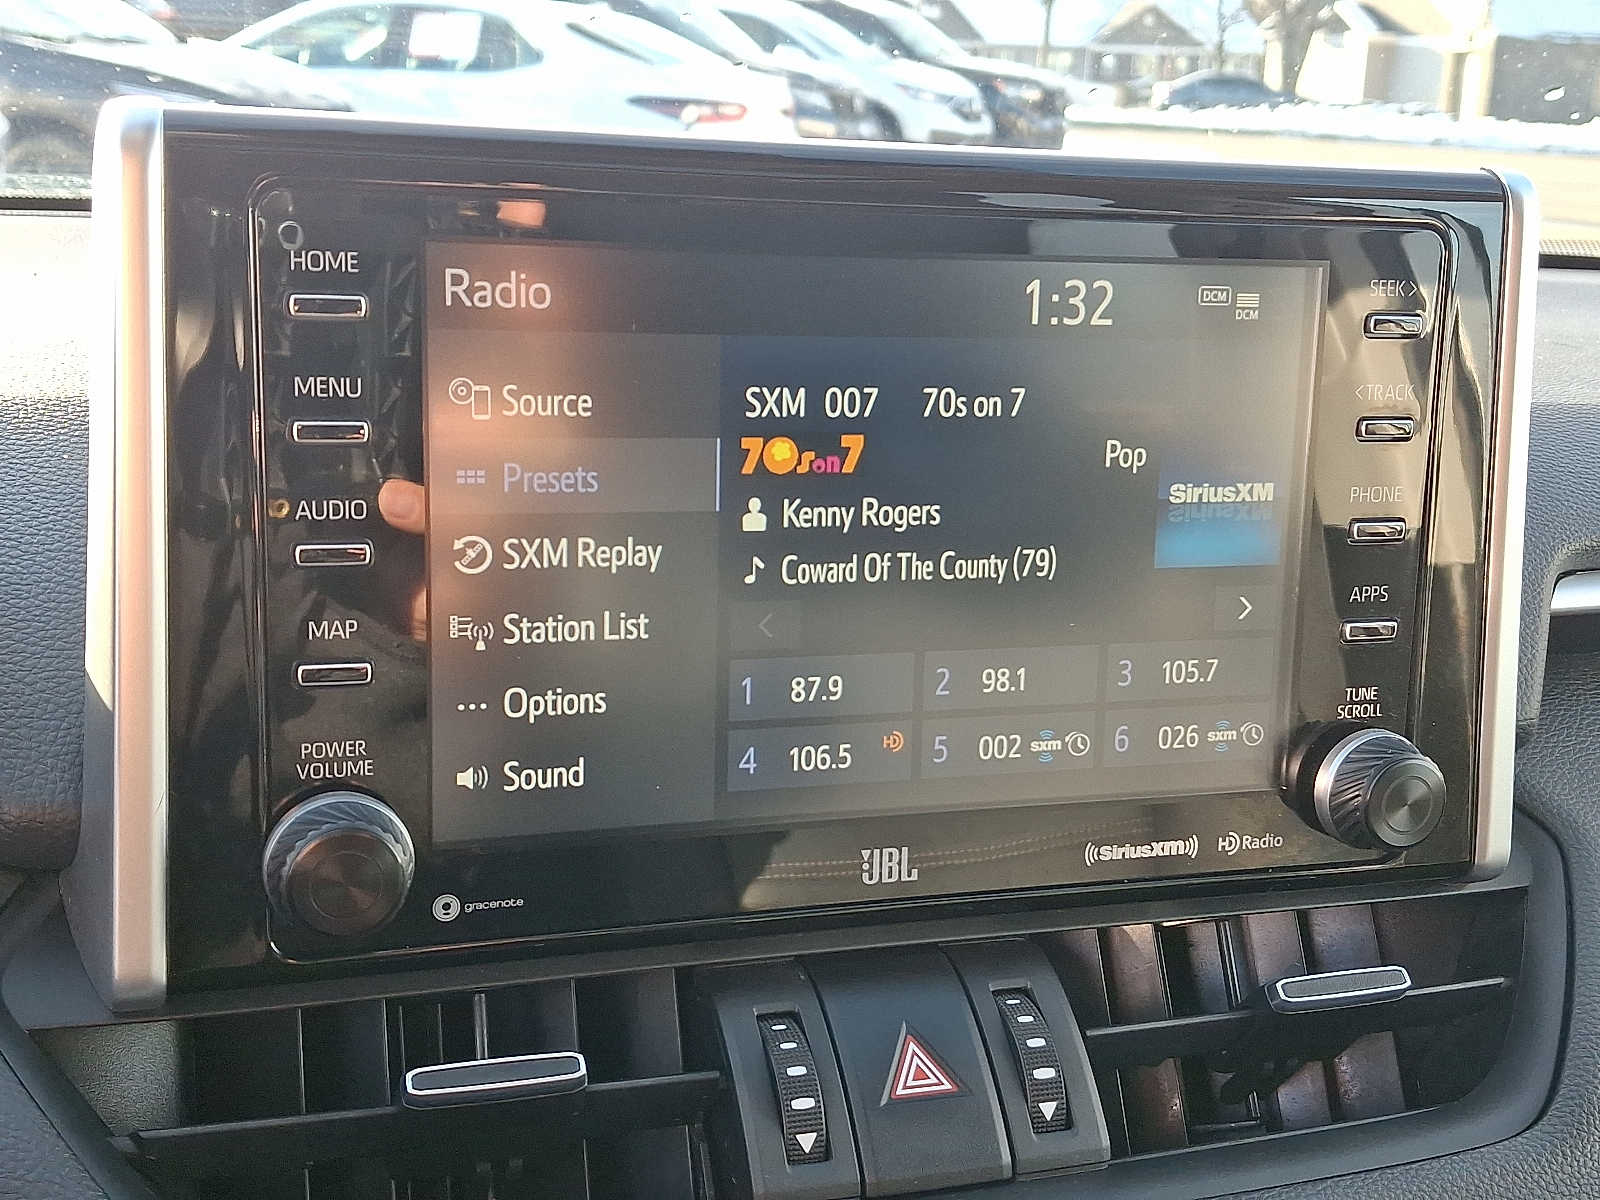 HOME
MENU
AUDIO
MAP
POWER
VOLUME
Radio
1:32
DCM
DCM
Source
Presets
SXM Replay
Station List
Options
Sound
SXM 007 70s on 7
70s on 7
Pop
SiriusXM
Kenny Rogers
Coward Of The County (79)
1 87.9
2 98.1
3 105.7
4 106.5 HD
5 002 sxm
6 026 sxm
SEEK >
< TRACK
PHONE
APPS
TUNE
SCROLL
gracenote
JBL
((SiriusXM))
HD Radio